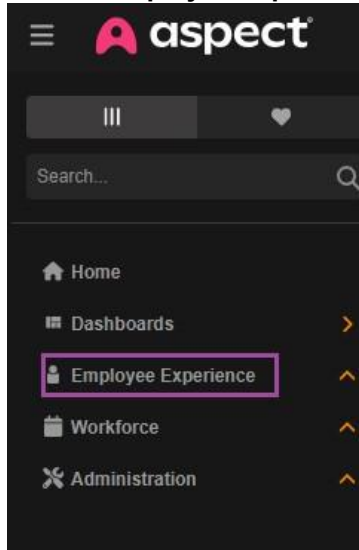 aspect
Search...
Home
Dashboards
Employee Experience
Workforce
Administration